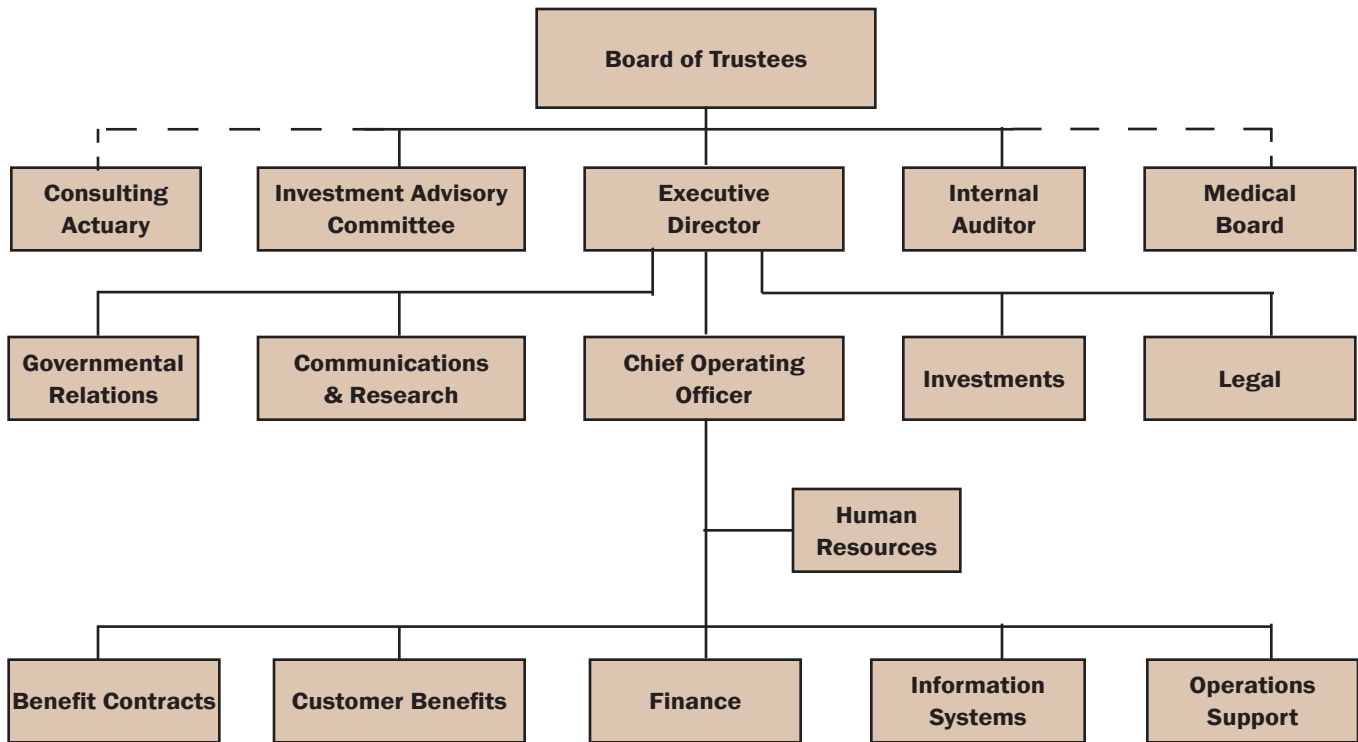 Board of Trustees
Consulting
Actuary
Investment Advisory
Committee
Executive
Director
Internal
Auditor
Medical
Board
Governmental
Relations
Communications
& Research
Chief Operating
Officer
Investments
Legal
Human
Resources
Benefit Contracts
Customer Benefits
Finance
Information
Systems
Operations
Support